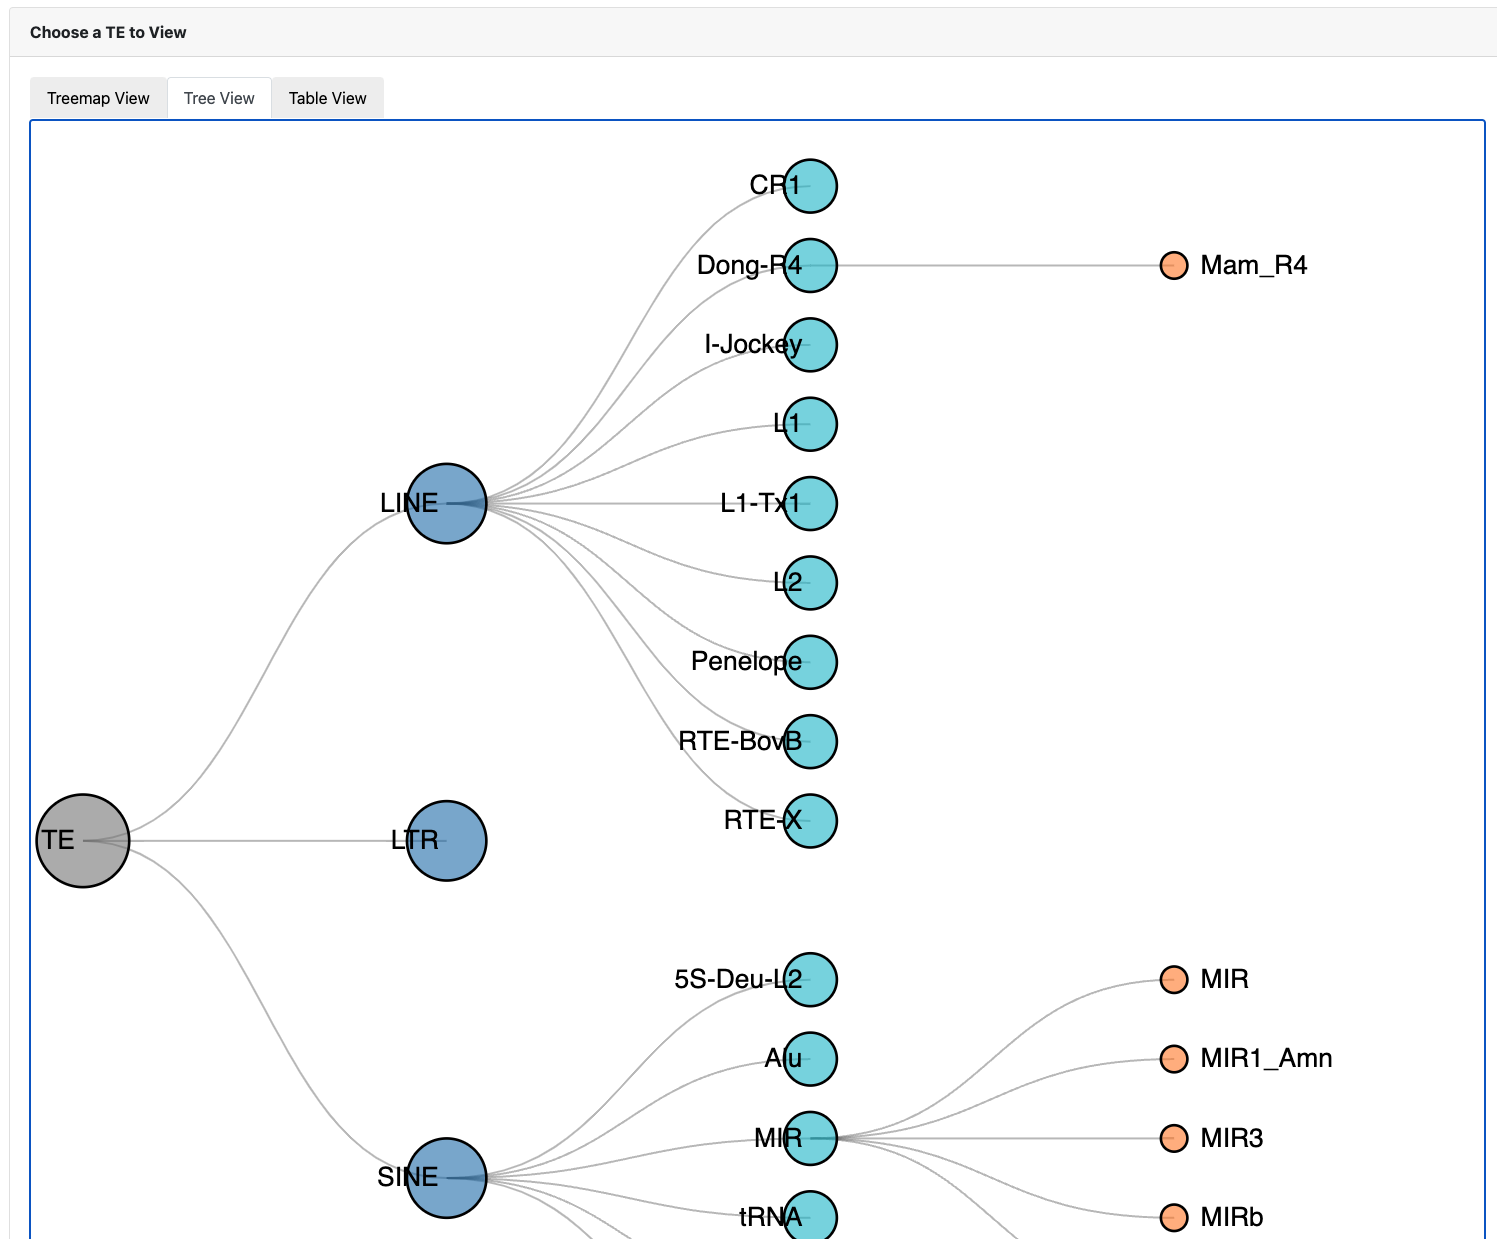 Choose a TE to View
Treemap View
Tree View
Table View
CR1
Dong-R4
Mam_R4
I-Jockey
L1
LINE
L1-Tx1
L2
Penelope
RTE-BovB
RTE-X
TE
LTR
5S-Deu-L2
MIR
Alu
MIR1_Amn
MIR
MIR3
SINE
tRNA
MIRb